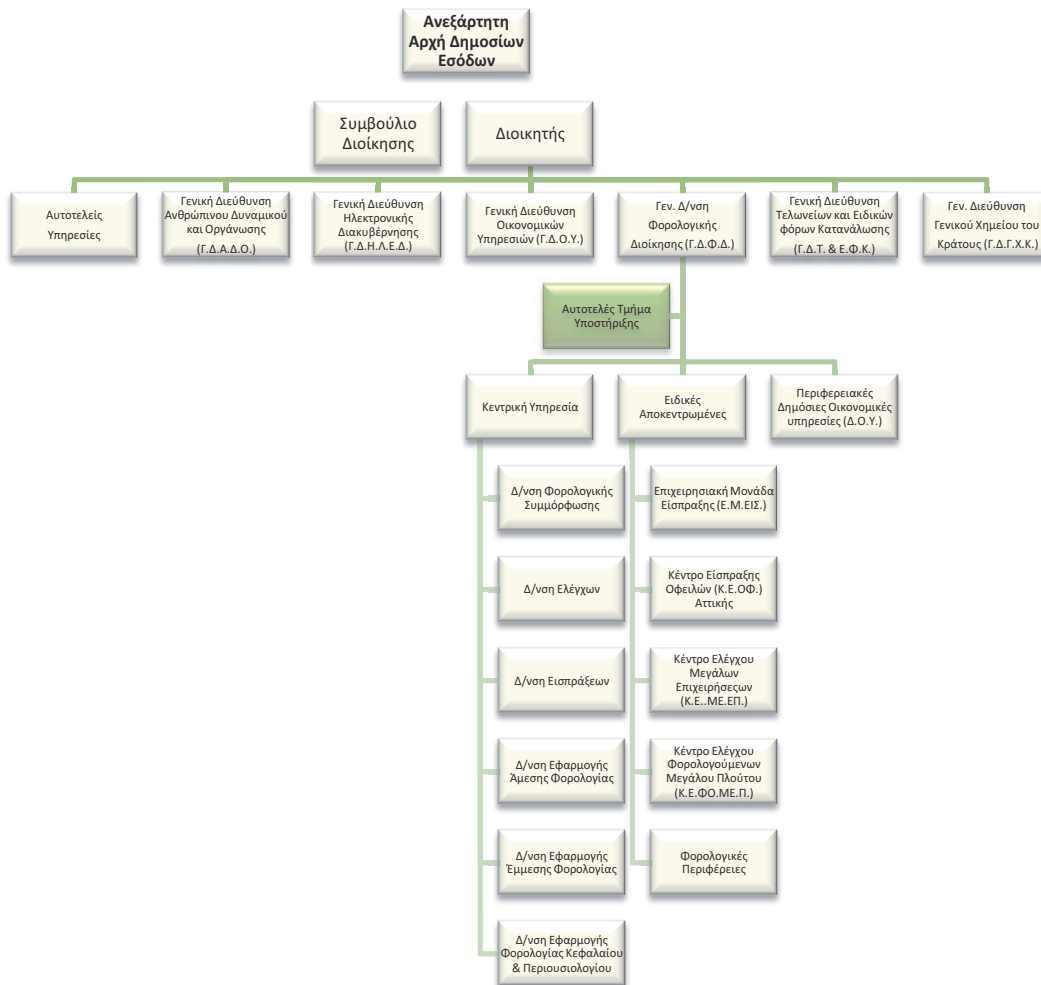 Ανεξάρτητη
Αρχή Δημοσίων
Εσόδων
Συμβούλιο
Διοίκησης
Διοικητής
Αυτοτελείς
Υπηρεσίες
Γενική Διεύθυνση
Ανθρώπινου Δυναμικού
και Οργάνωσης
(Γ.Δ.Α.Δ.Ο.)
Γενική Διεύθυνση
Ηλεκτρονικής
Διακυβέρνησης
(Γ.Δ.Η.Λ.Ε.Δ.)
Γενική Διεύθυνση
Οικονομικών
Υπηρεσιών (Γ.Δ.Ο.Υ.)
Γεν. Δ/νση
Φορολογικής
Διοίκησης (Γ.Δ.Φ.Δ.)
Γενική Διεύθυνση
Τελωνείων και Ειδικών
φόρων Κατανάλωσης
(Γ.Δ.Τ. & Ε.Φ.Κ.)
Γεν. Διεύθυνση
Γενικού Χημείου του
Κράτους (Γ.Δ.Γ.Χ.Κ.)
Αυτοτελές Τμήμα
Υποστήριξης
Κεντρική Υπηρεσία
Ειδικές
Αποκεντρωμένες
Περιφερειακές
Δημόσιες Οικονομικές
υπηρεσίες (Δ.Ο.Υ.)
Δ/νση Φορολογικής
Συμμόρφωσης
Δ/νση Ελέγχων
Δ/νση Εισπράξεων
Δ/νση Εφαρμογής
Άμεσης Φορολογίας
Δ/νση Εφαρμογής
Έμμεσης Φορολογίας
Δ/νση Εφαρμογής
Φορολογίας Κεφαλαίου
& Περιουσιολογίου
Επιχειρησιακή Μονάδα
Είσπραξης (Ε.Μ.ΕΙΣ.)
Κέντρο Είσπραξης
Οφειλών (Κ.Ε.ΟΦ.)
Αττικής
Κέντρο Ελέγχου
Μεγάλων
Επιχειρήσεςων
(Κ.Ε..ΜΕ.ΕΠ.)
Κέντρο Ελέγχου
Φορολογούμενων
Μεγάλου Πλούτου
(Κ.Ε.ΦΟ.ΜΕ.Π.)
Φορολογικές
Περιφέρειες